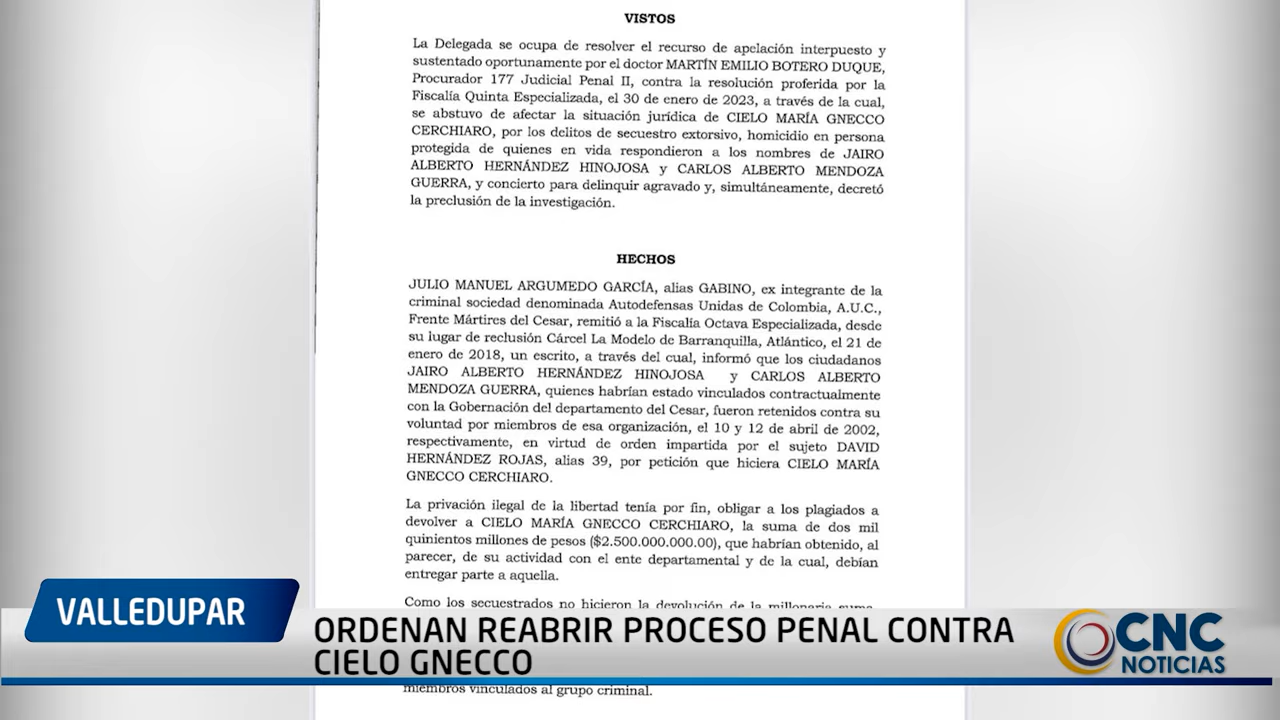 VISTOS
La Delegada se ocupa de resolver el recurso de apelación interpuesto y
sustentado oportunamente por el doctor MARTÍN EMILIO BOTERO DUQUE,
Procurador 177 Judicial Penal II, contra la resolución proferida por la
Fiscalía Quinta Especializada, el 30 de enero de 2023, a través de la cual,
se abstuvo de afectar la situación jurídica de CIELO MARÍA GNECCO
CERCHIARO, por los delitos de secuestro extorsivo, homicidio en persona
protegida de quienes en vida respondieron a los nombres de JAIRO
ALBERTO HERNÁNDEZ HINOJOSA y CARLOS ALBERTO MENDOZA
GUERRA, y concierto para delinquir agravado y, simultáneamente, decretó
la preclusión de la investigación.
HECHOS
JULIO MANUEL ARGUMEDO GARCÍA, alias GABINO, ex integrante de la
criminal sociedad denominada Autodefensas Unidas de Colombia, A.U.C.,
Frente Mártires del Cesar, remitió a la Fiscalía Octava Especializada, desde
su lugar de reclusión Cárcel La Modelo de Barranquilla, Atlántico, el 21 de
enero de 2018, un escrito, a través del cual, informó que los ciudadanos
JAIRO ALBERTO HERNÁNDEZ HINOJOSA y CARLOS ALBERTO
MENDOZA GUERRA, quienes habrían estado vinculados contractualmente
con la Gobernación del departamento del Cesar, fueron retenidos contra su
voluntad por miembros de esa organización, el 10 y 12 de abril de 2002,
respectivamente, en virtud de orden impartida por el sujeto DAVID
HERNÁNDEZ ROJAS, alias 39, por petición que hiciera CIELO MARÍA
GNECCO CERCHIARO.
La privación ilegal de la libertad tenía por fin, obligar a los plagiados a
devolver a CIELO MARÍA GNECCO CERCHIARO, la suma de dos mil
quinientos millones de pesos ($2.500.000.000.00), que habrían obtenido, al
parecer, de su actividad con el ente departamental y de la cual, debían
entregar parte a aquella.
Como los secuestrados no hicieron la devolución de la millonaria suma,
VALLEDUPAR
ORDENAN REABRIR PROCESO PENAL CONTRA
CIELO GNECCO
CNC
NOTICIAS
miembros vinculados al grupo criminal.